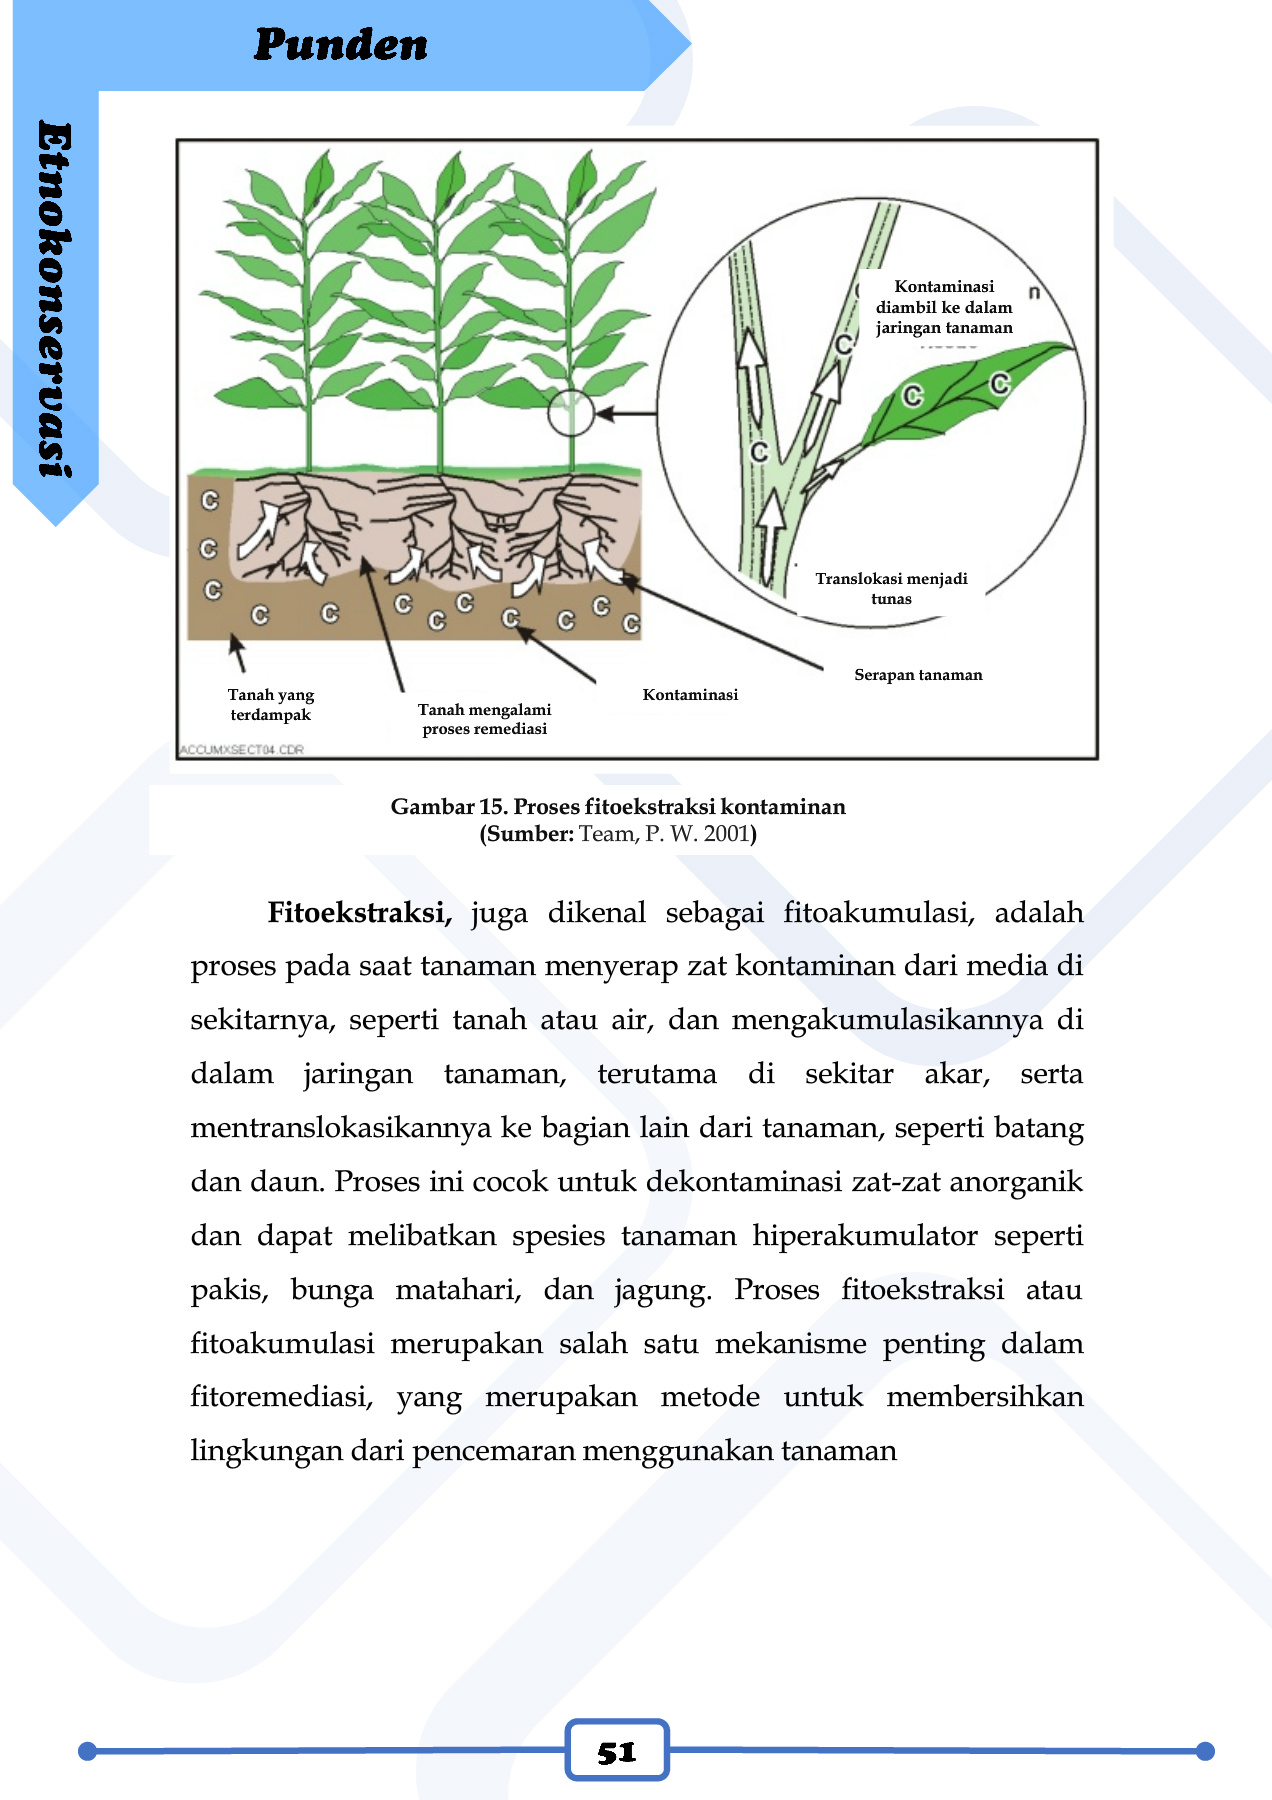 Punden
Etnokonservasi
Kontaminasi
diambil ke dalam
jaringan tanaman
n
C
C
C
C
Translokasi menjadi
tunas
C
C
C
C
C
C
C
C
C
C
C
C
Serapan tanaman
Kontaminasi
Tanah yang
terdampak
Tanah mengalami
proses remediasi
ACCUMXSECT04.CDR
Gambar 15. Proses fitoekstraksi kontaminan
(Sumber: Team, P. W. 2001)
Fitoekstraksi, juga dikenal sebagai fitoakumulasi, adalah
proses pada saat tanaman menyerap zat kontaminan dari media di
sekitarnya, seperti tanah atau air, dan mengakumulasikannya di
dalam jaringan tanaman, terutama di sekitar akar, serta
mentranslokasikannya ke bagian lain dari tanaman, seperti batang
dan daun. Proses ini cocok untuk dekontaminasi zat-zat anorganik
dan dapat melibatkan spesies tanaman hiperakumulator seperti
pakis, bunga matahari, dan jagung. Proses fitoekstraksi atau
fitoakumulasi merupakan salah satu mekanisme penting dalam
fitoremediasi, yang merupakan metode untuk membersihkan
lingkungan dari pencemaran menggunakan tanaman
51